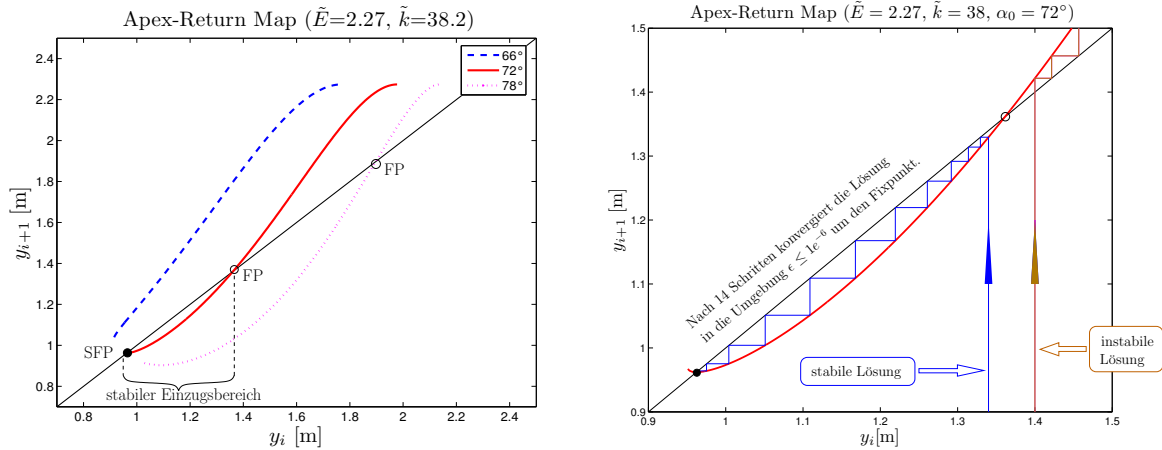 Apex-Return Map (Ẽ=2.27, k̃=38.2)
2.4
2.2
2
1.8
1.6
1.4
1.2
1
0.8
y_{i+1} [m]
66°
72°
78°
FP
FP
SFP
stabiler Einzugsbereich
0.8
1
1.2
1.4
1.6
1.8
2
2.2
2.4
y_i [m]
Apex-Return Map (Ẽ = 2.27, k̃ = 38, α₀ = 72°)
1.5
1.4
1.3
1.2
1.1
1
0.9
y_{i+1} [m]
Nach 14 Schritten konvergiert die Lösung
in die Umgebung ϵ ≤ 1e⁻⁶ um den Fixpunkt.
stabile Lösung
instabile
Lösung
0.9
1
1.1
1.2
1.3
1.4
1.5
y_i[m]